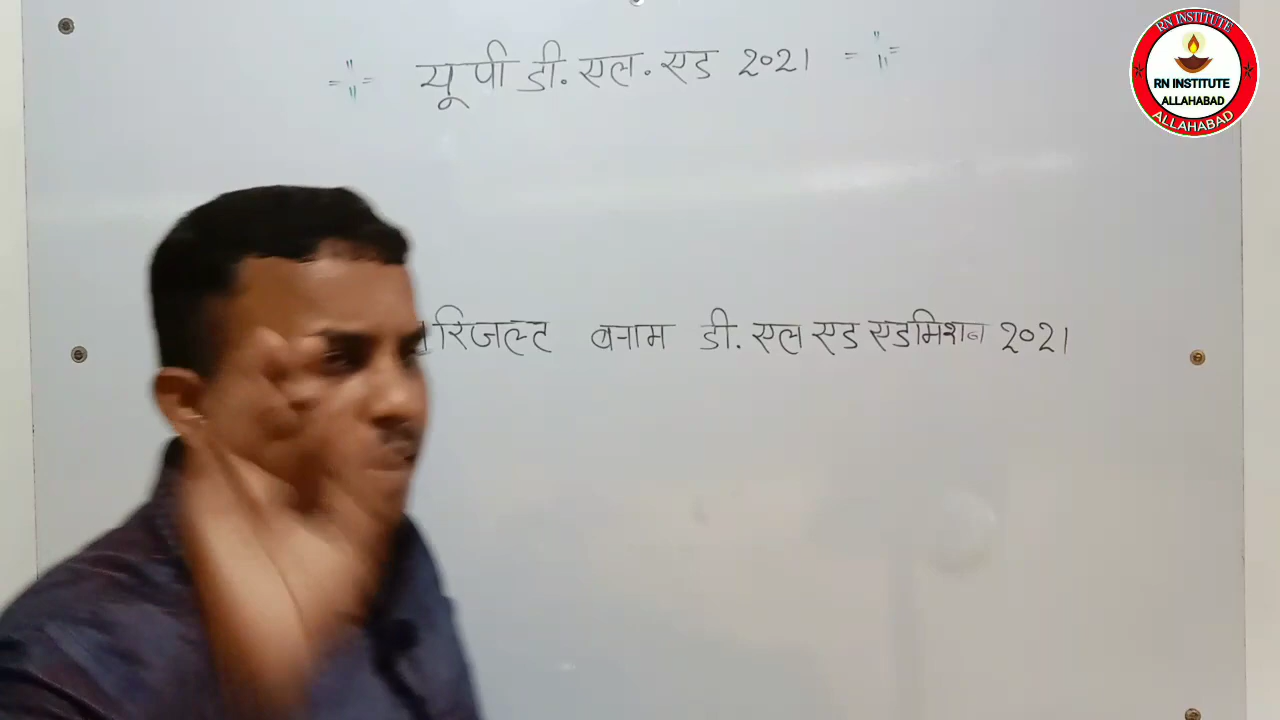 यू पी डी. एल. एड 2021
रिजल्ट बनाम डी. एल एड एडमिशन 2021
RN INSTITUTE
RN INSTITUTE
ALLAHABAD
ALLAHABAD